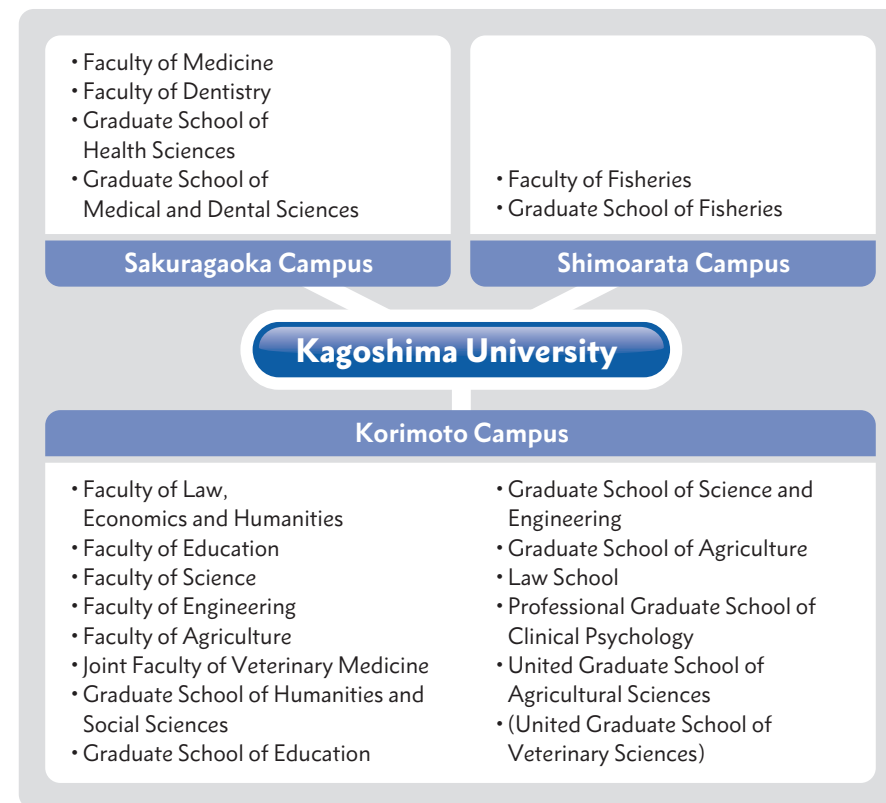 ・Faculty of Medicine
・Faculty of Dentistry
・Graduate School of
Health Sciences
・Graduate School of
Medical and Dental Sciences
Sakuragaoka Campus
・Faculty of Fisheries
・Graduate School of Fisheries
Shimoarata Campus
Kagoshima University
Korimoto Campus
・Faculty of Law,
Economics and Humanities
・Faculty of Education
・Faculty of Science
・Faculty of Engineering
・Faculty of Agriculture
・Joint Faculty of Veterinary Medicine
・Graduate School of Humanities and
Social Sciences
・Graduate School of Education
・Graduate School of Science and
Engineering
・Graduate School of Agriculture
・Law School
・Professional Graduate School of
Clinical Psychology
・United Graduate School of
Agricultural Sciences
・(United Graduate School of
Veterinary Sciences)